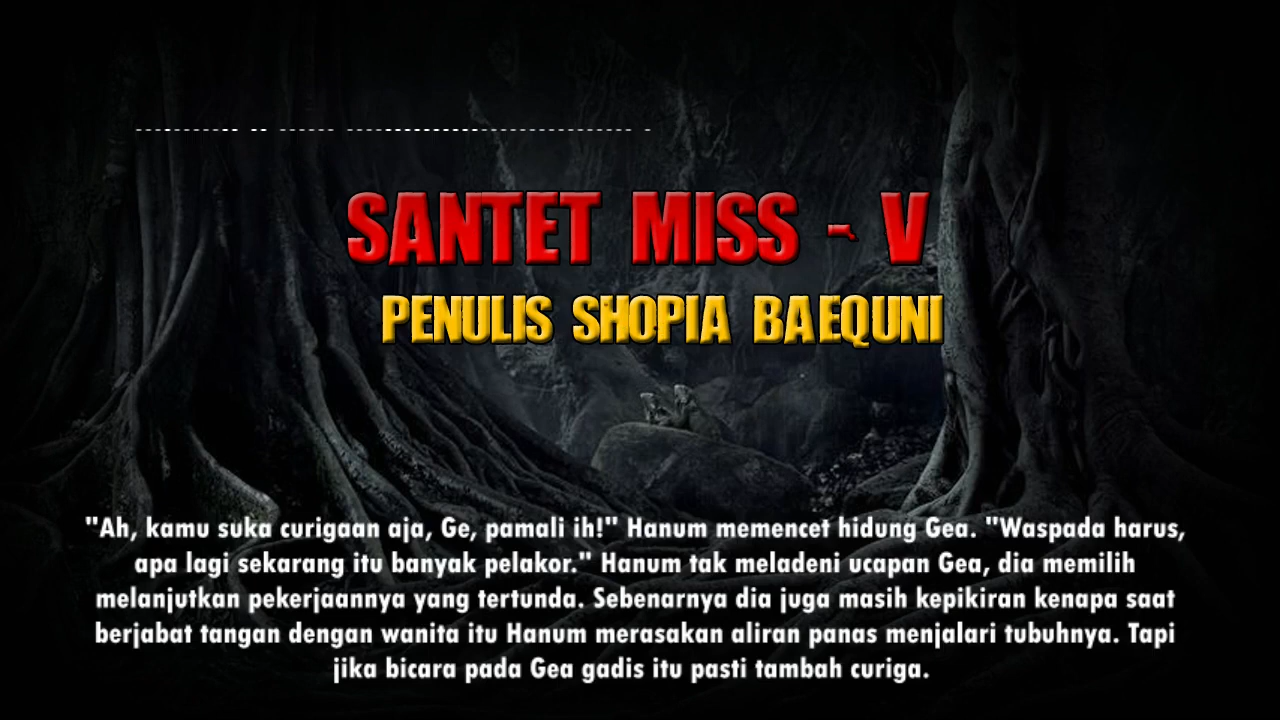 SANTET MISS - V
PENULIS SHOPIA BAEQUNI
"Ah, kamu suka curigaan aja, Ge, pamali ih!" Hanum memencet hidung Gea. "Waspada harus,
apa lagi sekarang itu banyak pelakor." Hanum tak meladeni ucapan Gea, dia memilih
melanjutkan pekerjaannya yang tertunda. Sebenarnya dia juga masih kepikiran kenapa saat
berjabat tangan dengan wanita itu Hanum merasakan aliran panas menjalari tubuhnya. Tapi
jika bicara pada Gea gadis itu pasti tambah curiga.